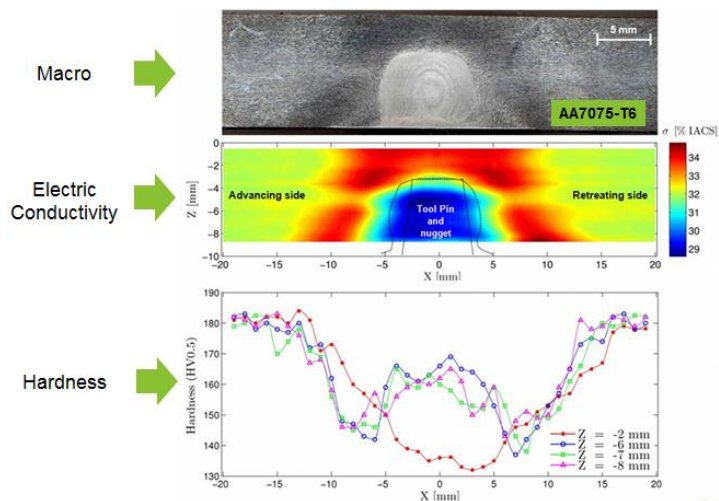 Macro
5 mm
AA7075-T6
σ [% IACS]
Electric
Conductivity
Z [mm]
0
-2
-4
-6
-8
-10
Advancing side
Tool Pin
and
nugget
Retreating side
34
33
32
31
30
29
-20 -15 -10 -5 0 5 10 15 20
X [mm]
Hardness
Hardness (HV0.5)
190
180
170
160
150
140
130
Z = -2 mm
Z = -6 mm
Z = -7 mm
Z = -8 mm
-20 -15 -10 -5 0 5 10 15 20
X [mm]